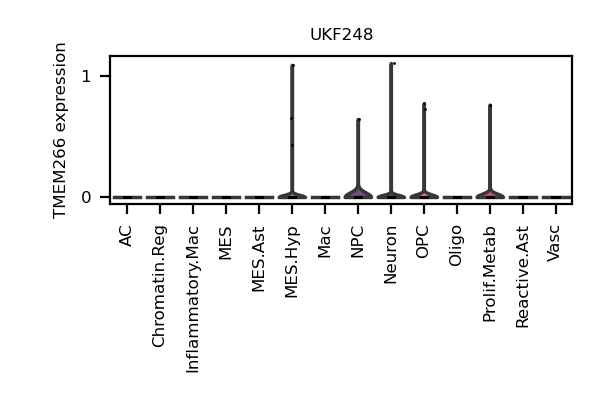 UKF248
TMEM266 expression
1
0
AC
Chromatin.Reg
Inflammatory.Mac
MES
MES.Ast
MES.Hyp
Mac
NPC
Neuron
OPC
Oligo
Prolif.Metab
Reactive.Ast
Vasc